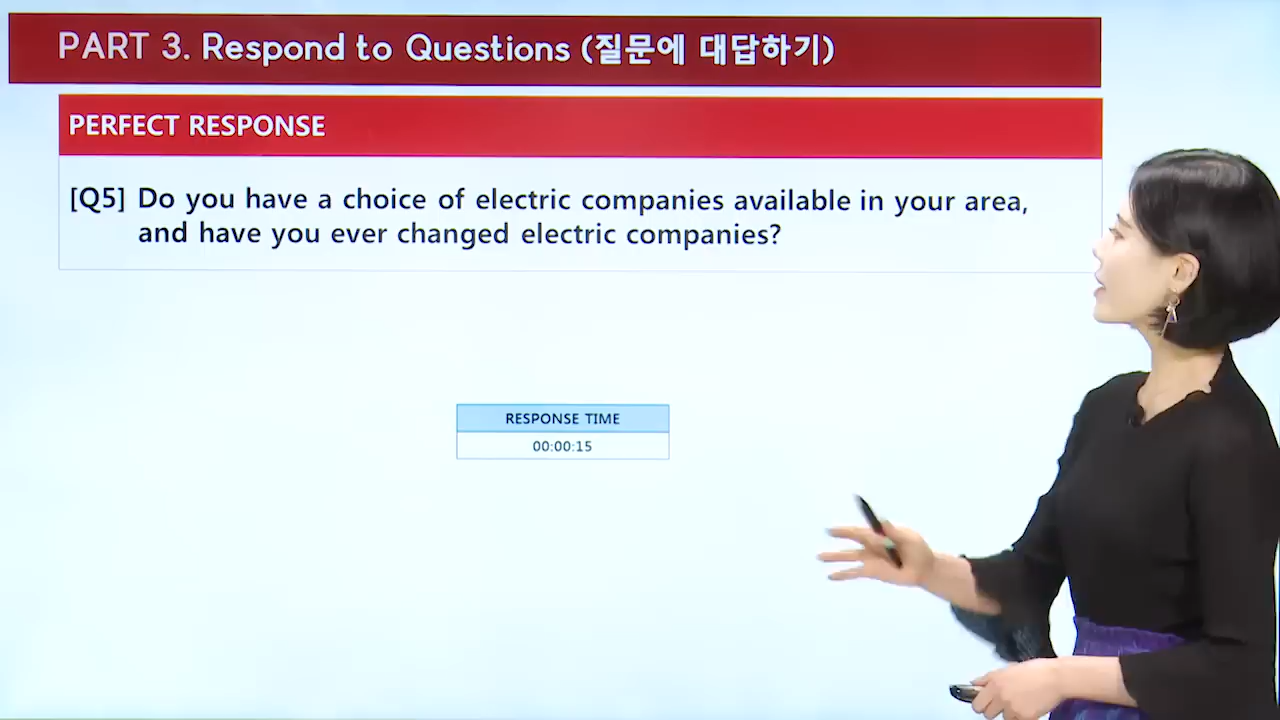 PART 3. Respond to Questions (질문에 대답하기)
PERFECT RESPONSE
[Q5] Do you have a choice of electric companies available in your area,
and have you ever changed electric companies?
RESPONSE TIME
00:00:15